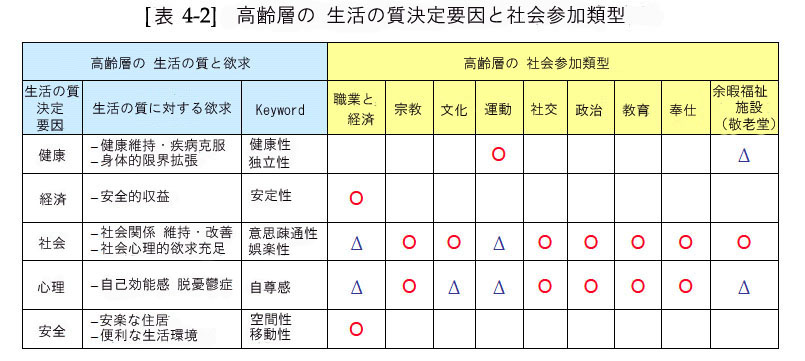 [表 4-2] 高齢層の 生活の質決定要因と社会参加類型
高齢層の 生活の質と欲求 高齢層の 社会参加類型
生活の質
決定
要因
生活の質に対する欲求
Keyword
職業と
経済
宗教
文化
運動
社交
政治
教育
奉仕
余暇福祉
施設
(敬老堂)
健康
−健康維持・疾病克服
−身体的限界拡張
健康性
独立性
O Δ
経済
−安全的収益
安定性
O
社会
−社会関係 維持・改善
−社会心理的欲求充足
意思疎通性
娯楽性
Δ O O Δ O O O O O
心理
−自己効能感 脱憂鬱症
自尊感
Δ O Δ Δ O O O O Δ
安全
−安楽な住居
−便利な生活環境
空間性
移動性
O